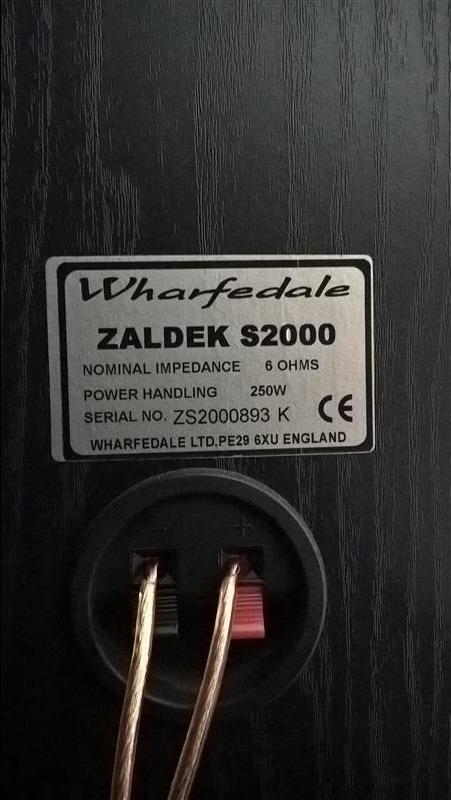 Wharfedale
ZALDEK S2000
NOMINAL IMPEDANCE 6 OHMS
POWER HANDLING 250W
SERIAL NO. ZS2000893 K CE
WHARFEDALE LTD,PE29 6XU ENGLAND
- +